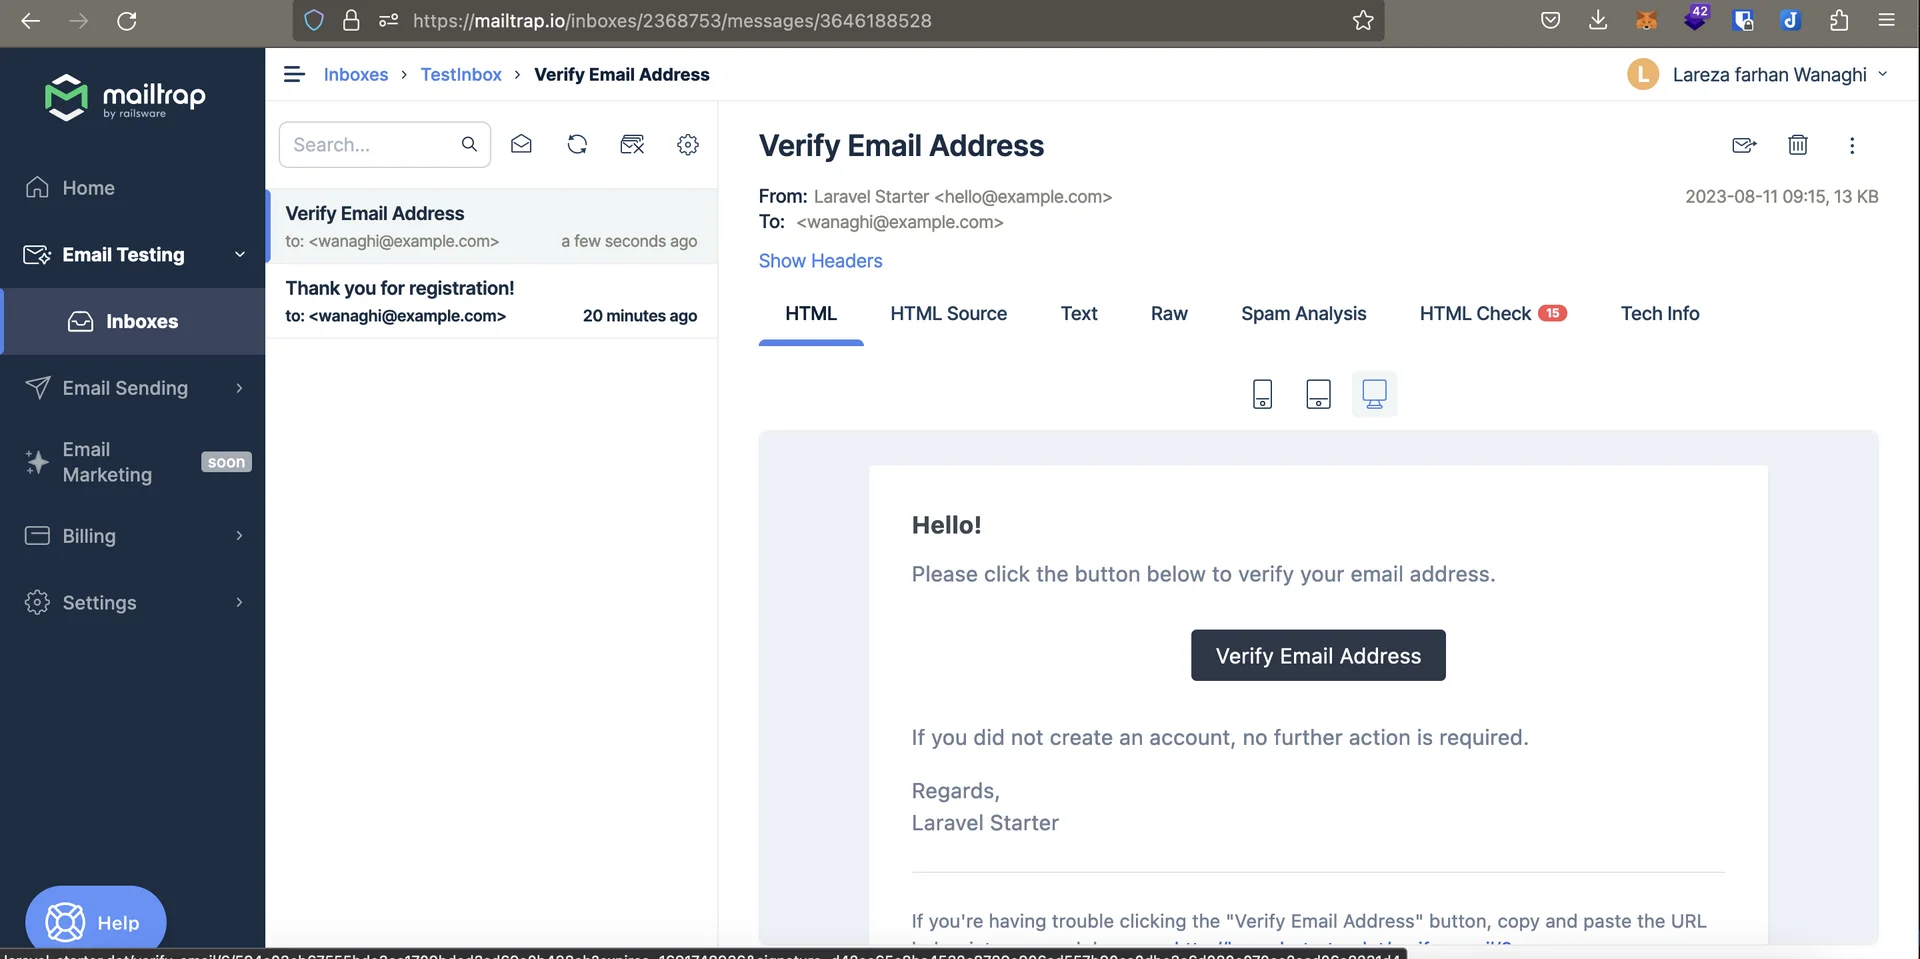 https://mailtrap.io/inboxes/2368753/messages/3646188528
42
mailtrap
by railsware
Home
Email Testing
Inboxes
Email Sending
Email
Marketing
soon
Billing
Settings
Help
Inboxes > TestInbox > Verify Email Address
Lareza farhan Wanaghi
L
Search...
Verify Email Address
to: <wanaghi@example.com> a few seconds ago
Thank you for registration!
to: <wanaghi@example.com> 20 minutes ago
Verify Email Address
From: Laravel Starter <hello@example.com>
2023-08-11 09:15, 13 KB
To: <wanaghi@example.com>
Show Headers
HTML HTML Source Text Raw Spam Analysis HTML Check 15 Tech Info
Hello!
Please click the button below to verify your email address.
Verify Email Address
If you did not create an account, no further action is required.
Regards,
Laravel Starter
If you're having trouble clicking the "Verify Email Address" button, copy and paste the URL